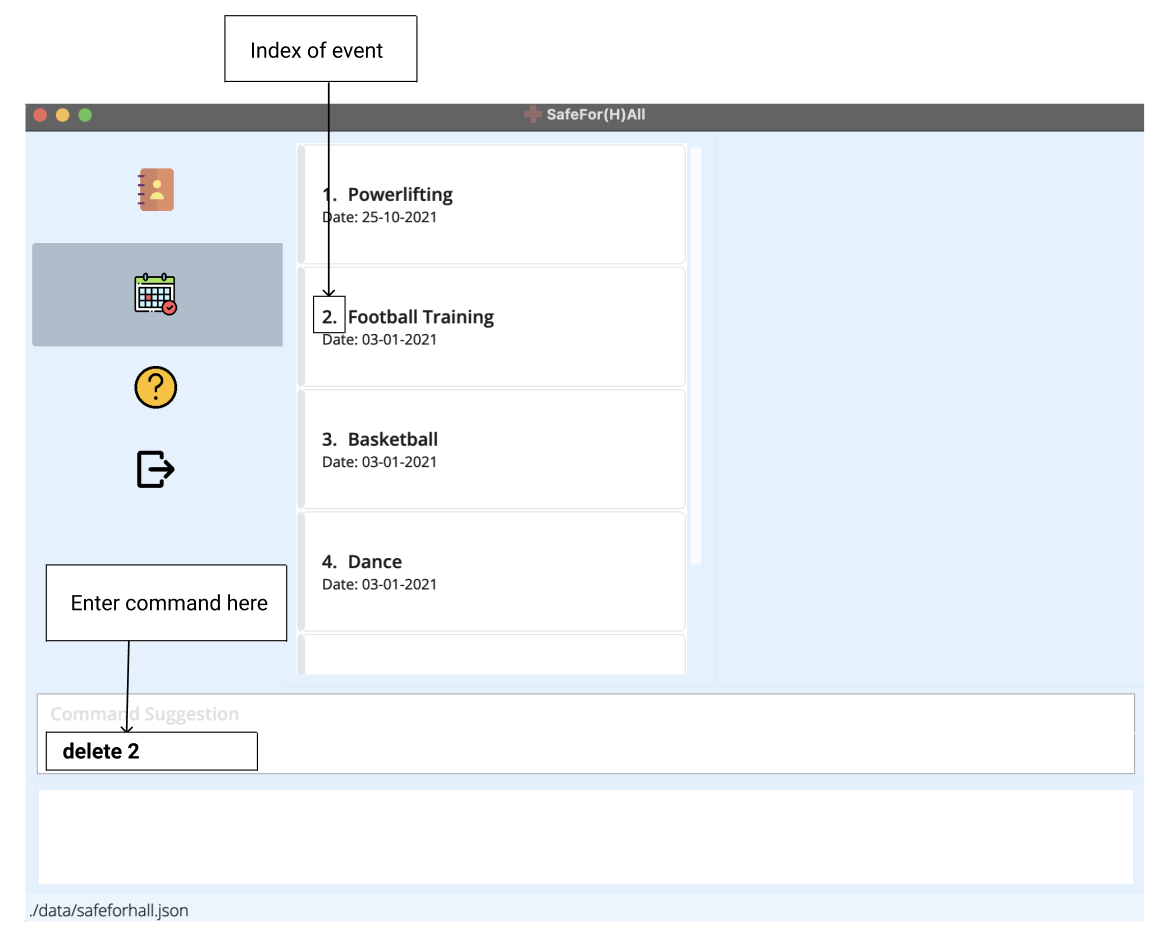 Index of event
SafeFor(H)All
1. Powerlifting
Date: 25-10-2021
2. Football Training
Date: 03-01-2021
3. Basketball
Date: 03-01-2021
4. Dance
Date: 03-01-2021
Enter command here
Command Suggestion
delete 2
./data/safeforhall.json